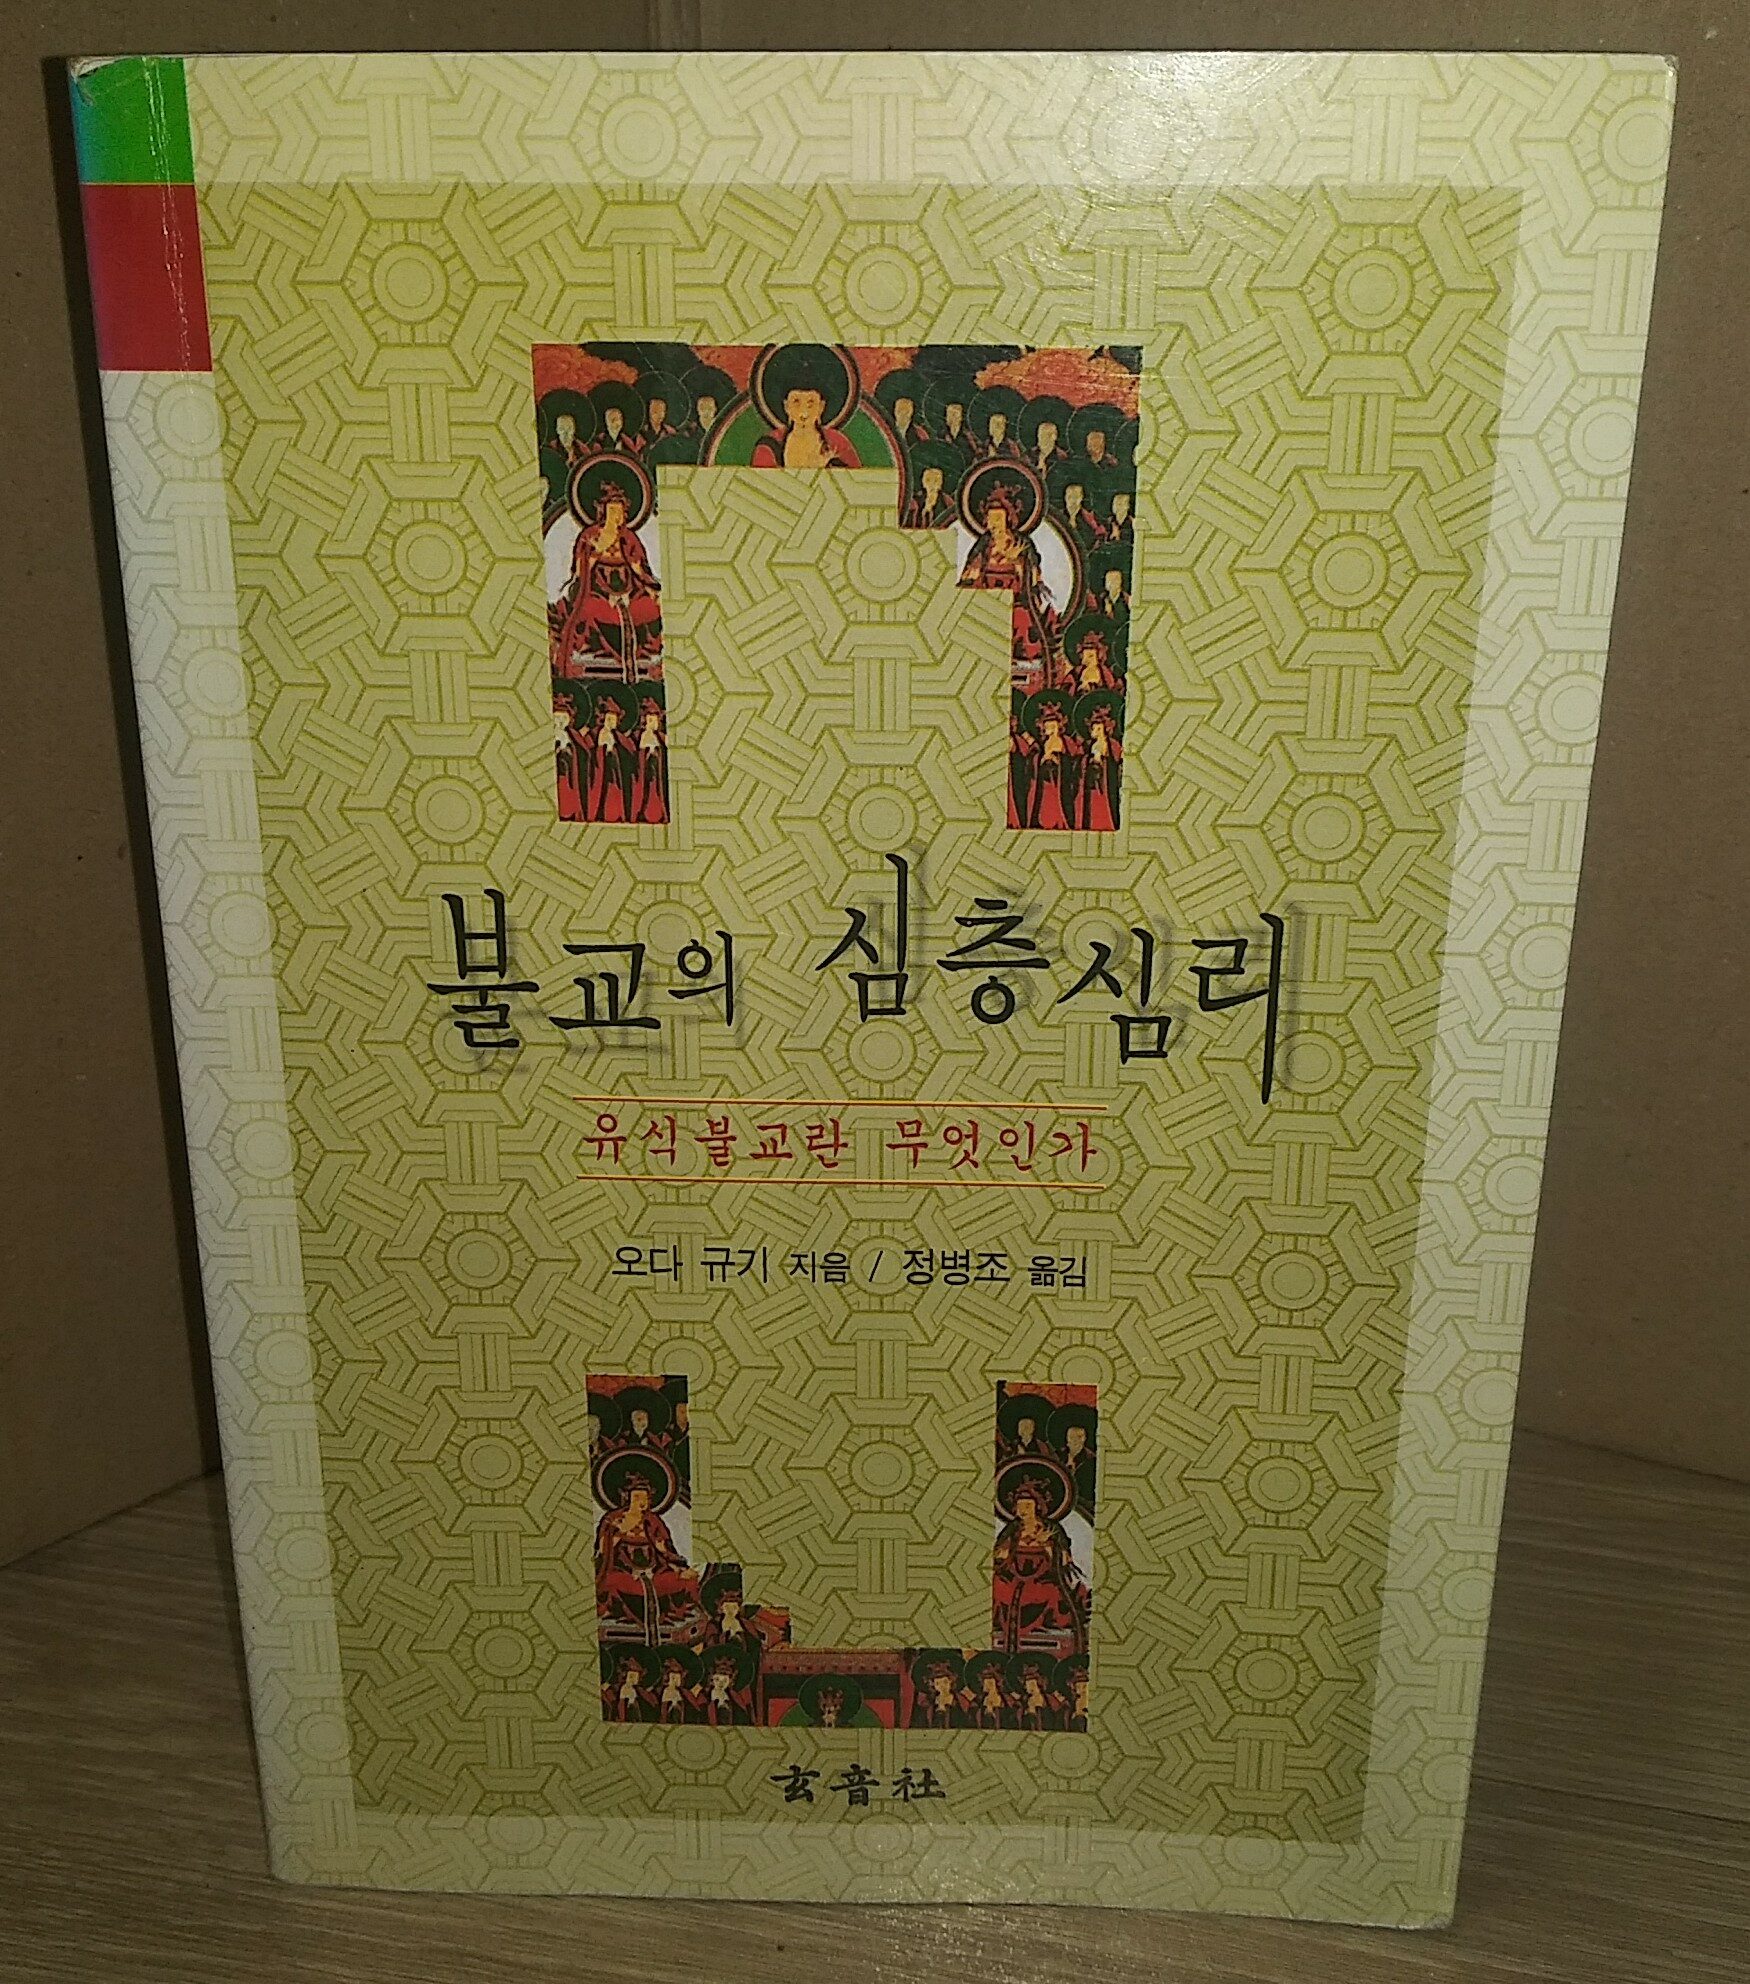 불교의 심층심리
유식불교란 무엇인가
오다 규기 지음 / 정병조 옮김
玄音社